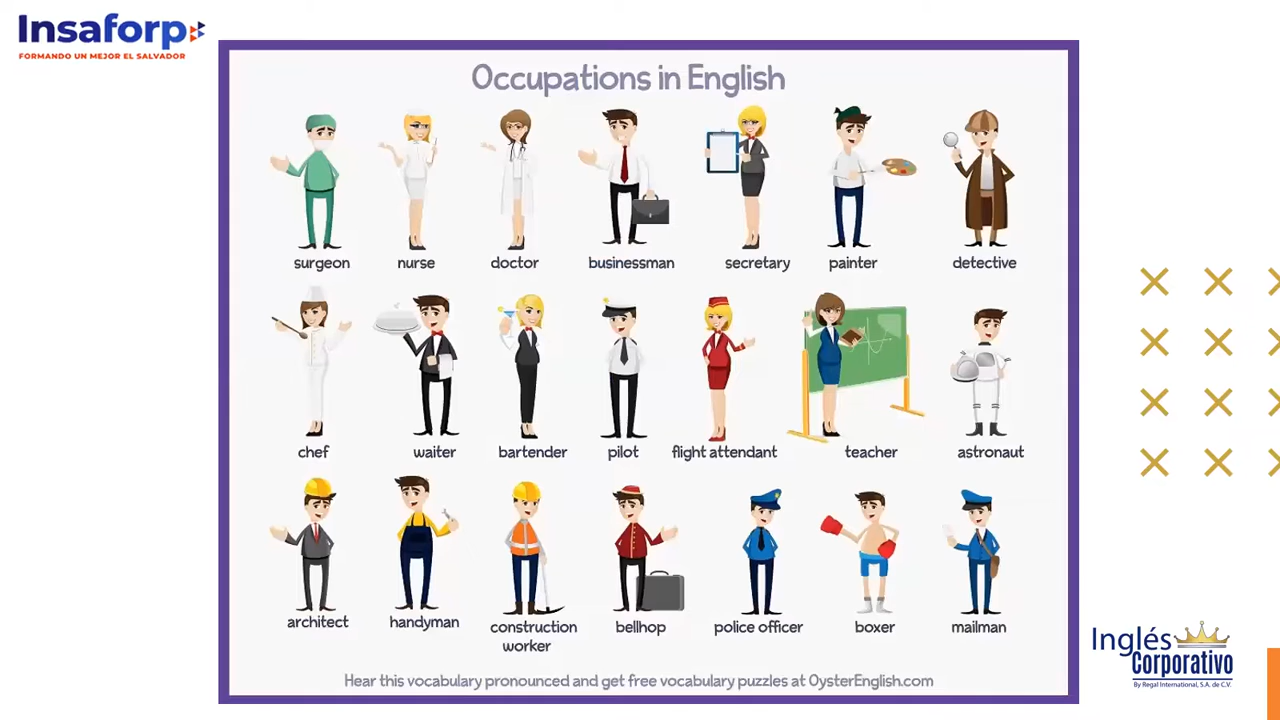 Insaforp
FORMANDO UN MEJOR EL SALVADOR
Occupations in English
surgeon nurse doctor businessman secretary painter detective
chef waiter bartender pilot flight attendant teacher astronaut
architect handyman construction worker bellhop police officer boxer mailman
Hear this vocabulary pronounced and get free vocabulary puzzles at OysterEnglish.com
Inglés
Corporativo
By Regal International, S.A. de C.V.